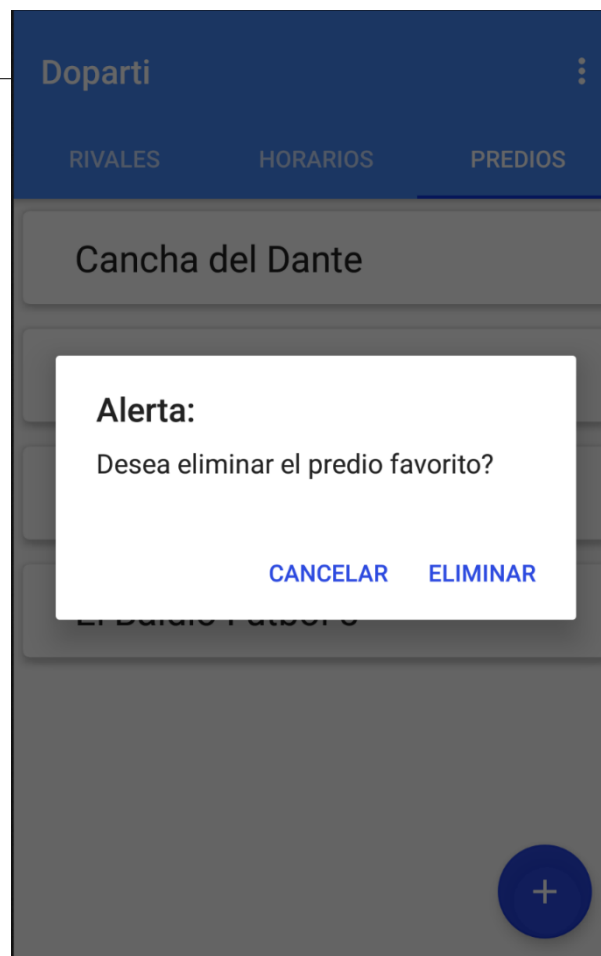 Doparti
RIVALES HORARIOS PREDIOS
Cancha del Dante
Alerta:
Desea eliminar el predio favorito?
CANCELAR ELIMINAR